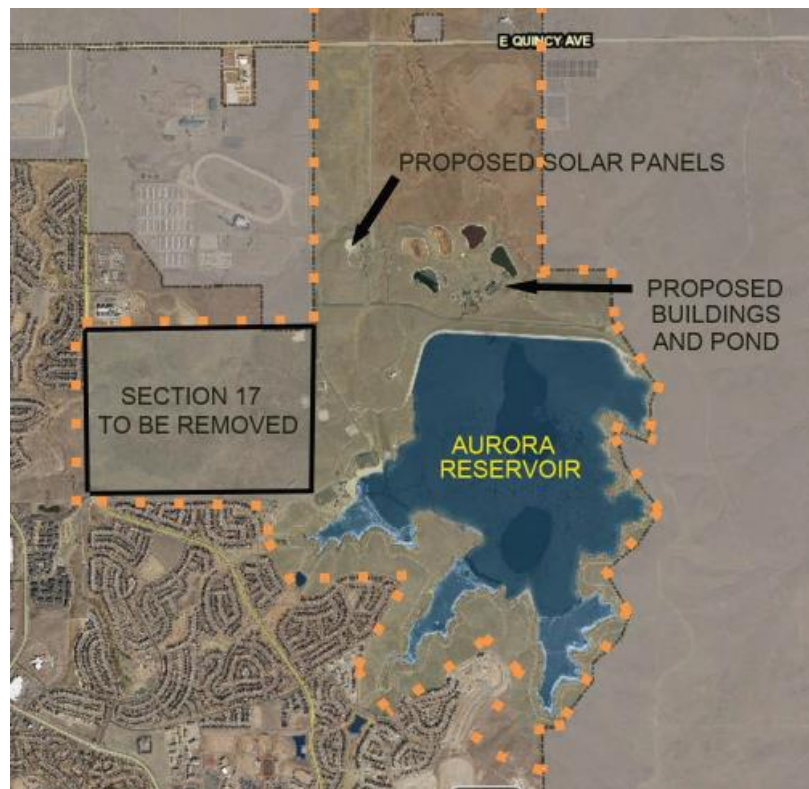 E QUINCY AVE
PROPOSED SOLAR PANELS
PROPOSED
BUILDINGS
AND POND
SECTION 17
TO BE REMOVED
AURORA
RESERVOIR